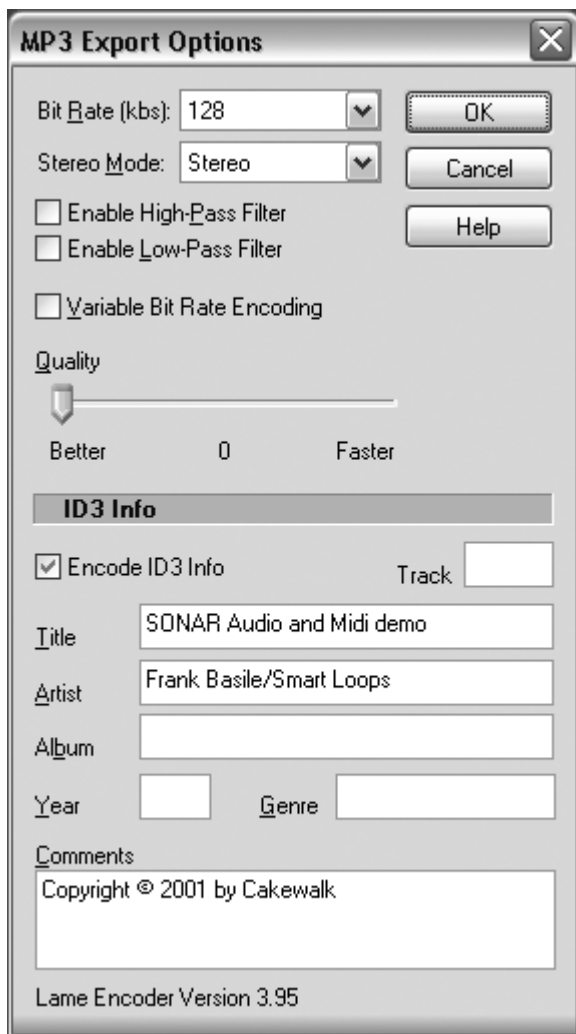 MP3 Export Options
Bit Rate (kbs): 128 OK
Stereo Mode: Stereo Cancel
Enable High-Pass Filter Help
Enable Low-Pass Filter
Variable Bit Rate Encoding
Quality
Better 0 Faster
ID3 Info
Encode ID3 Info Track
Title SONAR Audio and Midi demo
Artist Frank Basile/Smart Loops
Album
Year Genre
Comments
Copyright © 2001 by Cakewalk
Lame Encoder Version 3.95